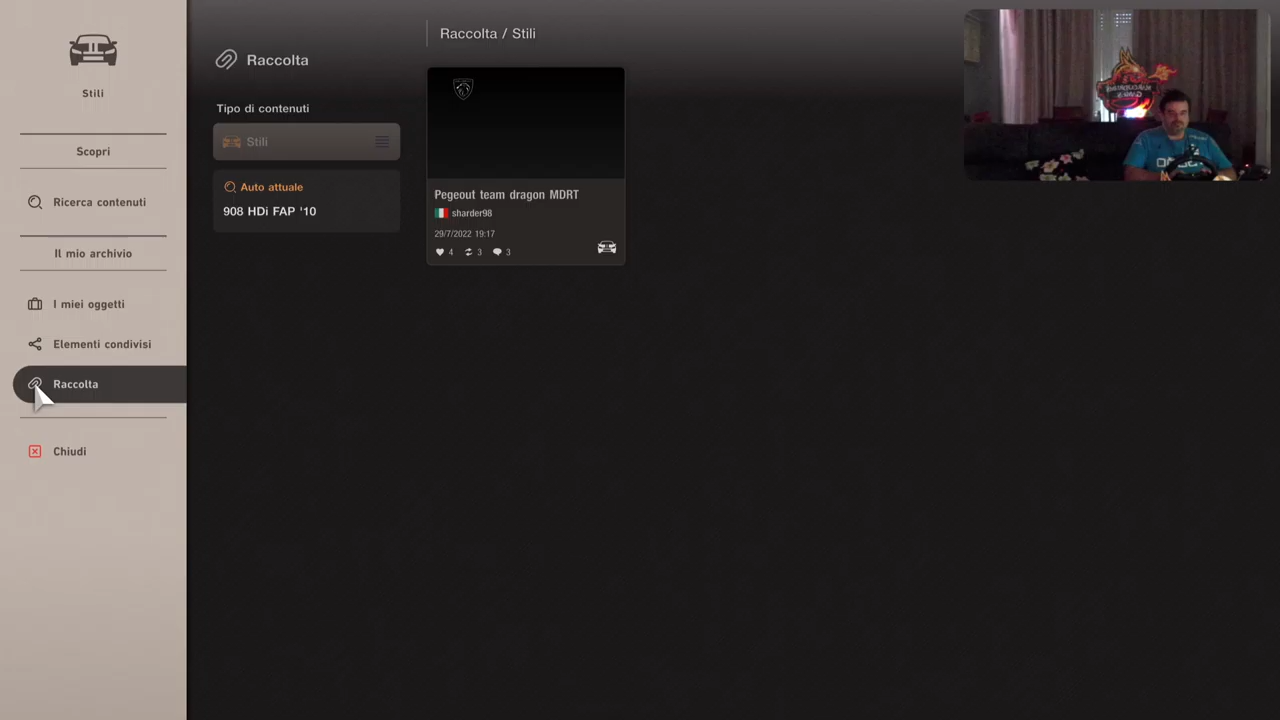 Stili
Scopri
Ricerca contenuti
Il mio archivio
I miei oggetti
Elementi condivisi
Raccolta
Chiudi
Raccolta
Tipo di contenuti
Stili
Auto attuale
908 HDi FAP '10
Raccolta / Stili
Pegeout team dragon MDRT
sharder98
29/7/2022 19:17
4 3 3